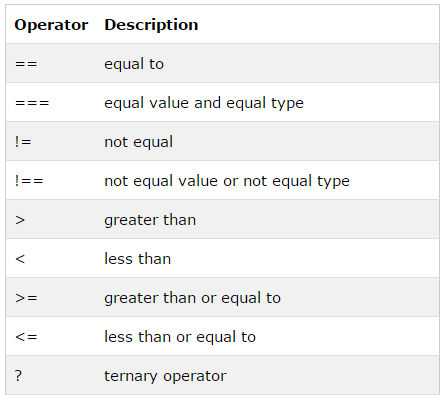 Operator Description
== equal to
=== equal value and equal type
!= not equal
!== not equal value or not equal type
> greater than
< less than
>= greater than or equal to
<= less than or equal to
? ternary operator